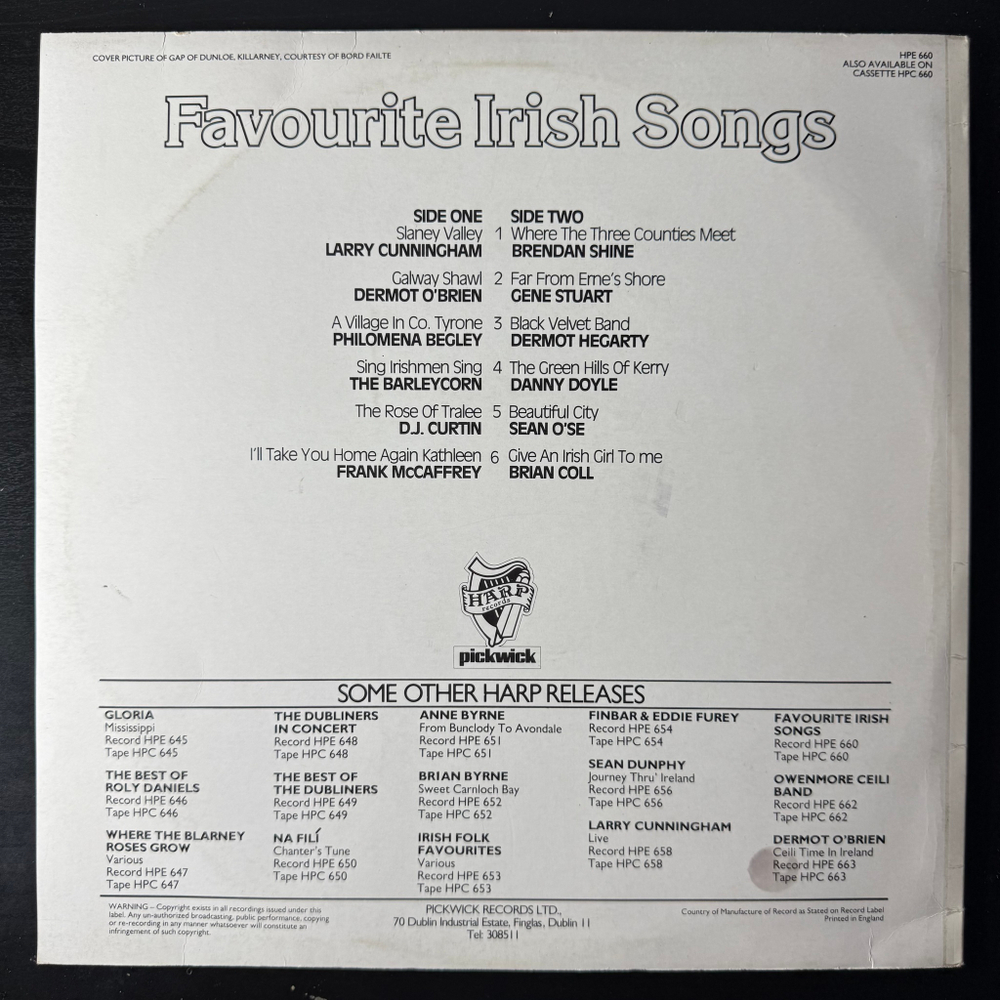 COVER PICTURE OF GAP OF DUNLOE, KILLARNEY, COURTESY OF BORD FAILTE
HPE 660
ALSO AVAILABLE ON
CASSETTE HPC 660
Favourite Irish Songs
SIDE ONE
Slaney Valley
LARRY CUNNINGHAM
Galway Shawl
DERMOT O'BRIEN
A Village In Co. Tyrone
PHILOMENA BEGLEY
Sing Irishmen Sing
THE BARLEYCORN
The Rose Of Tralee
D.J. CURTIN
I'll Take You Home Again Kathleen
FRANK McCAFFREY
SIDE TWO
1 Where The Three Counties Meet
BRENDAN SHINE
2 Far From Erne's Shore
GENE STUART
3 Black Velvet Band
DERMOT HEGARTY
4 The Green Hills Of Kerry
DANNY DOYLE
5 Beautiful City
SEAN O'SE
6 Give An Irish Girl To me
BRIAN COLL
HARP
records
pickwick
SOME OTHER HARP RELEASES
GLORIA
Mississippi
Record HPE 645
Tape HPC 645
THE BEST OF
ROLY DANIELS
Record HPE 646
Tape HPC 646
WHERE THE BLARNEY
ROSES GROW
Various
Record HPE 647
Tape HPC 647
THE DUBLINERS
IN CONCERT
Record HPE 648
Tape HPC 648
THE BEST OF
THE DUBLINERS
Record HPE 649
Tape HPC 649
NA FILÍ
Chanter's Tune
Record HPE 650
Tape HPC 650
ANNE BYRNE
From Bunclody To Avondale
Record HPE 651
Tape HPC 651
BRIAN BYRNE
Sweet Carnloch Bay
Record HPE 652
Tape HPC 652
IRISH FOLK
FAVOURITES
Various
Record HPE 653
Tape HPC 653
FINBAR & EDDIE FUREY
Record HPE 654
Tape HPC 654
SEAN DUNPHY
Journey Thru' Ireland
Record HPE 656
Tape HPC 656
LARRY CUNNINGHAM
Live
Record HPE 658
Tape HPC 658
FAVOURITE IRISH
SONGS
Record HPE 660
Tape HPC 660
OWENMORE CEILI
BAND
Record HPE 662
Tape HPC 662
DERMOT O'BRIEN
Ceili Time In Ireland
Record HPE 663
Tape HPC 663
WARNING – Copyright exists in all recordings issued under this
label. Any un-authorized broadcasting, public performance, copying
or re-recording in any manner whatsoever will constitute an
infringement of such copyright.
PICKWICK RECORDS LTD.,
70 Dublin Industrial Estate, Finglas, Dublin 11
Tel: 308511
Country of Manufacture of Record as Stated on Record Label
Printed in England